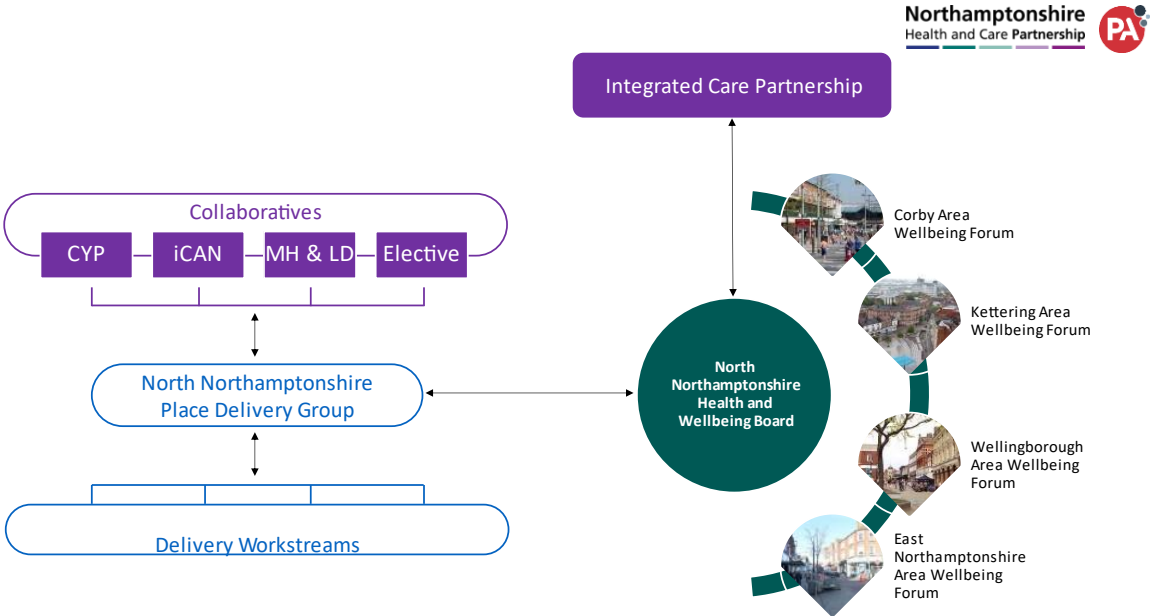 Northamptonshire
Health and Care Partnership
PA
Integrated Care Partnership
Collaboratives
CYP
iCAN
MH & LD
Elective
North Northamptonshire
Place Delivery Group
Delivery Workstreams
North
Northamptonshire
Health and
Wellbeing Board
Corby Area
Wellbeing Forum
Kettering Area
Wellbeing Forum
Wellingborough
Area Wellbeing
Forum
East
Northamptonshire
Area Wellbeing
Forum